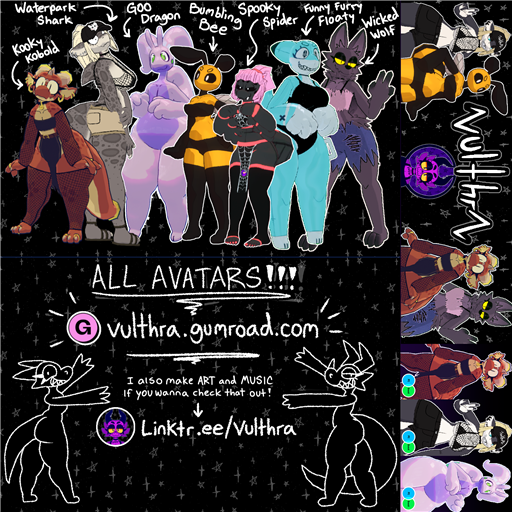 Waterpark
Shark
GOO
Dragon
Bumbling
Bee
Spooky
Spider
Funny Furry
Floaty
Wicked
Wolf
Kooky
Kobold
ALL AVATARS!!!
G vulthra.gumroad.com
I also make ART and MUSIC
If you wanna check that out!
Linktr.ee/Vulthra
vulthra